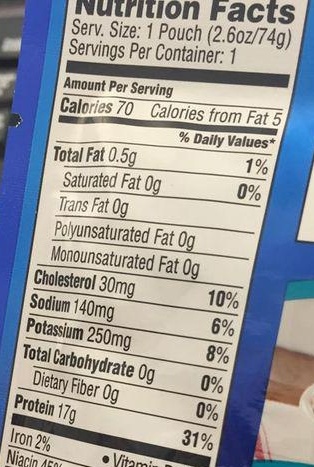 Nutrition Facts
Serv. Size: 1 Pouch (2.6oz/74g)
Servings Per Container: 1
Amount Per Serving
Calories 70 Calories from Fat 5
% Daily Values*
Total Fat 0.5g 1%
Saturated Fat 0g 0%
Trans Fat 0g
Polyunsaturated Fat 0g
Monounsaturated Fat 0g
Cholesterol 30mg 10%
Sodium 140mg 6%
Potassium 250mg 8%
Total Carbohydrate 0g 0%
Dietary Fiber 0g 0%
Protein 17g 31%
Iron 2% •
Niacin